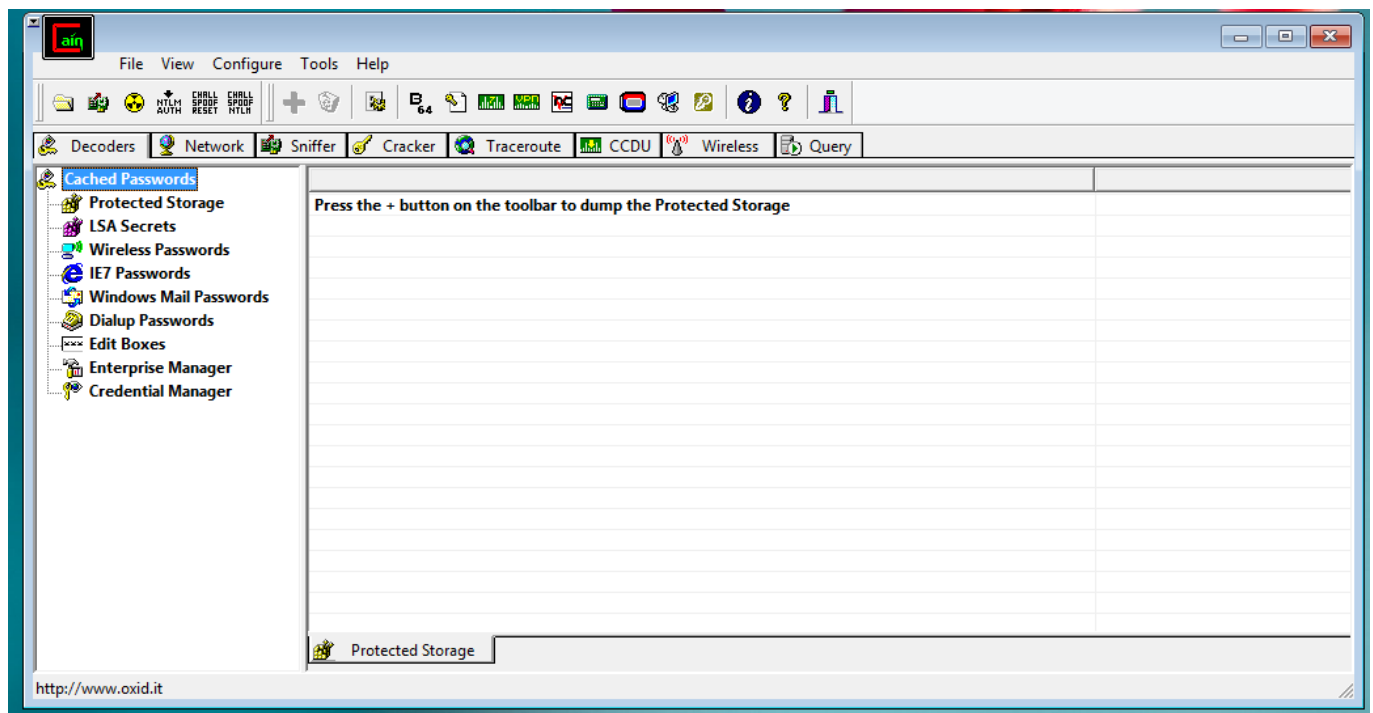 aín
File View Configure Tools Help
NTLM AUTH CHALL SPOOF RESET CHALL SPOOF NTLM B64
Decoders Network Sniffer Cracker Traceroute CCDU Wireless Query
Cached Passwords
Protected Storage
LSA Secrets
Wireless Passwords
IE7 Passwords
Windows Mail Passwords
Dialup Passwords
Edit Boxes
Enterprise Manager
Credential Manager
Press the + button on the toolbar to dump the Protected Storage
Protected Storage
http://www.oxid.it